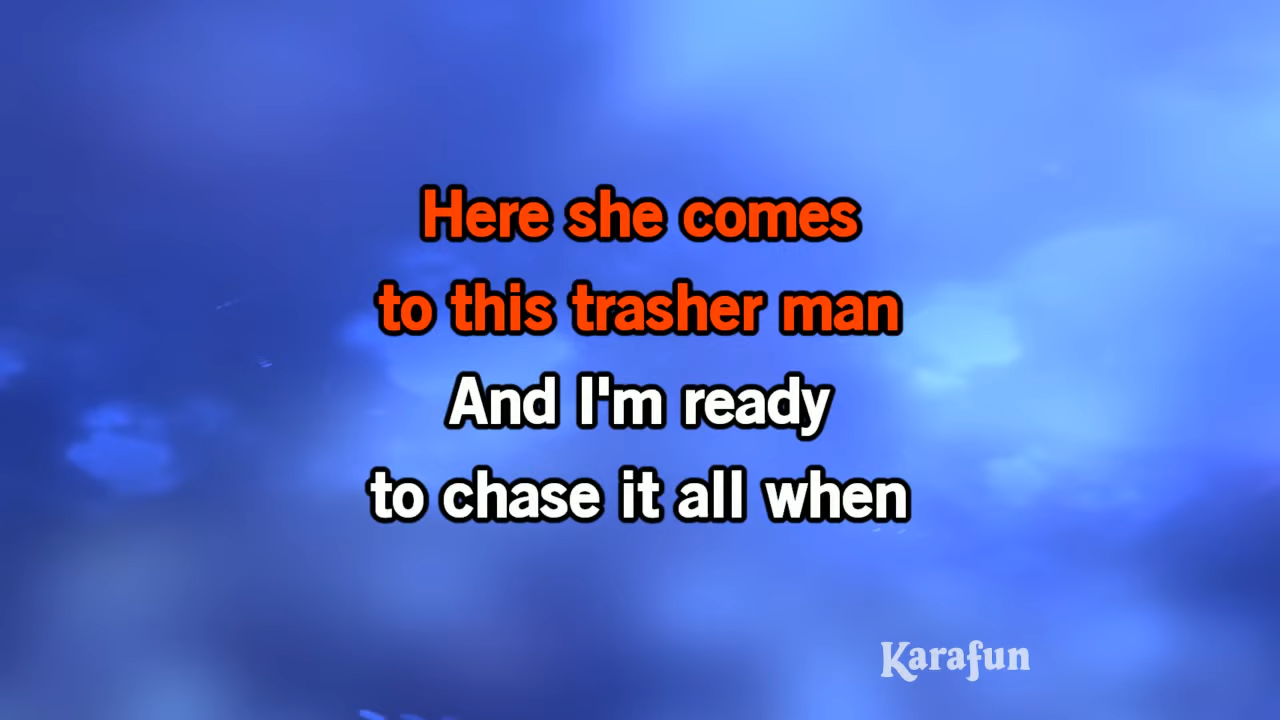 Here she comes
to this trasher man
And I'm ready
to chase it all when
Karafun